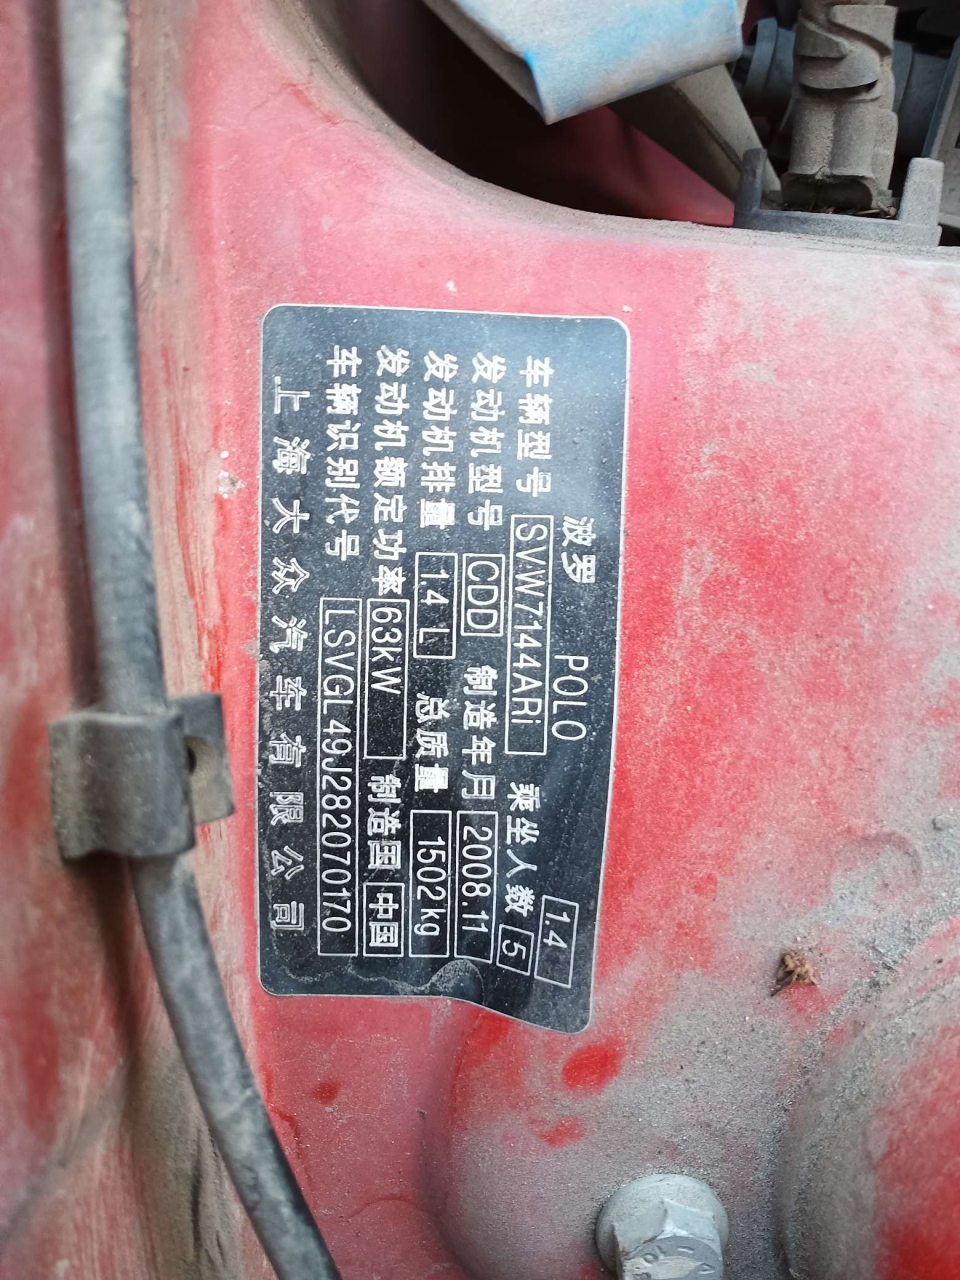 波罗 POLO 1.4
车辆型号 SVW7144ARi 乘坐人数 5
发动机型号 CDD 制造年月 2008.11
发动机排量 1.4 L 总质量 1502kg
发动机额定功率 63kW 制造国 中国
车辆识别代号 LSVGL49J282070170
上海大众汽车有限公司